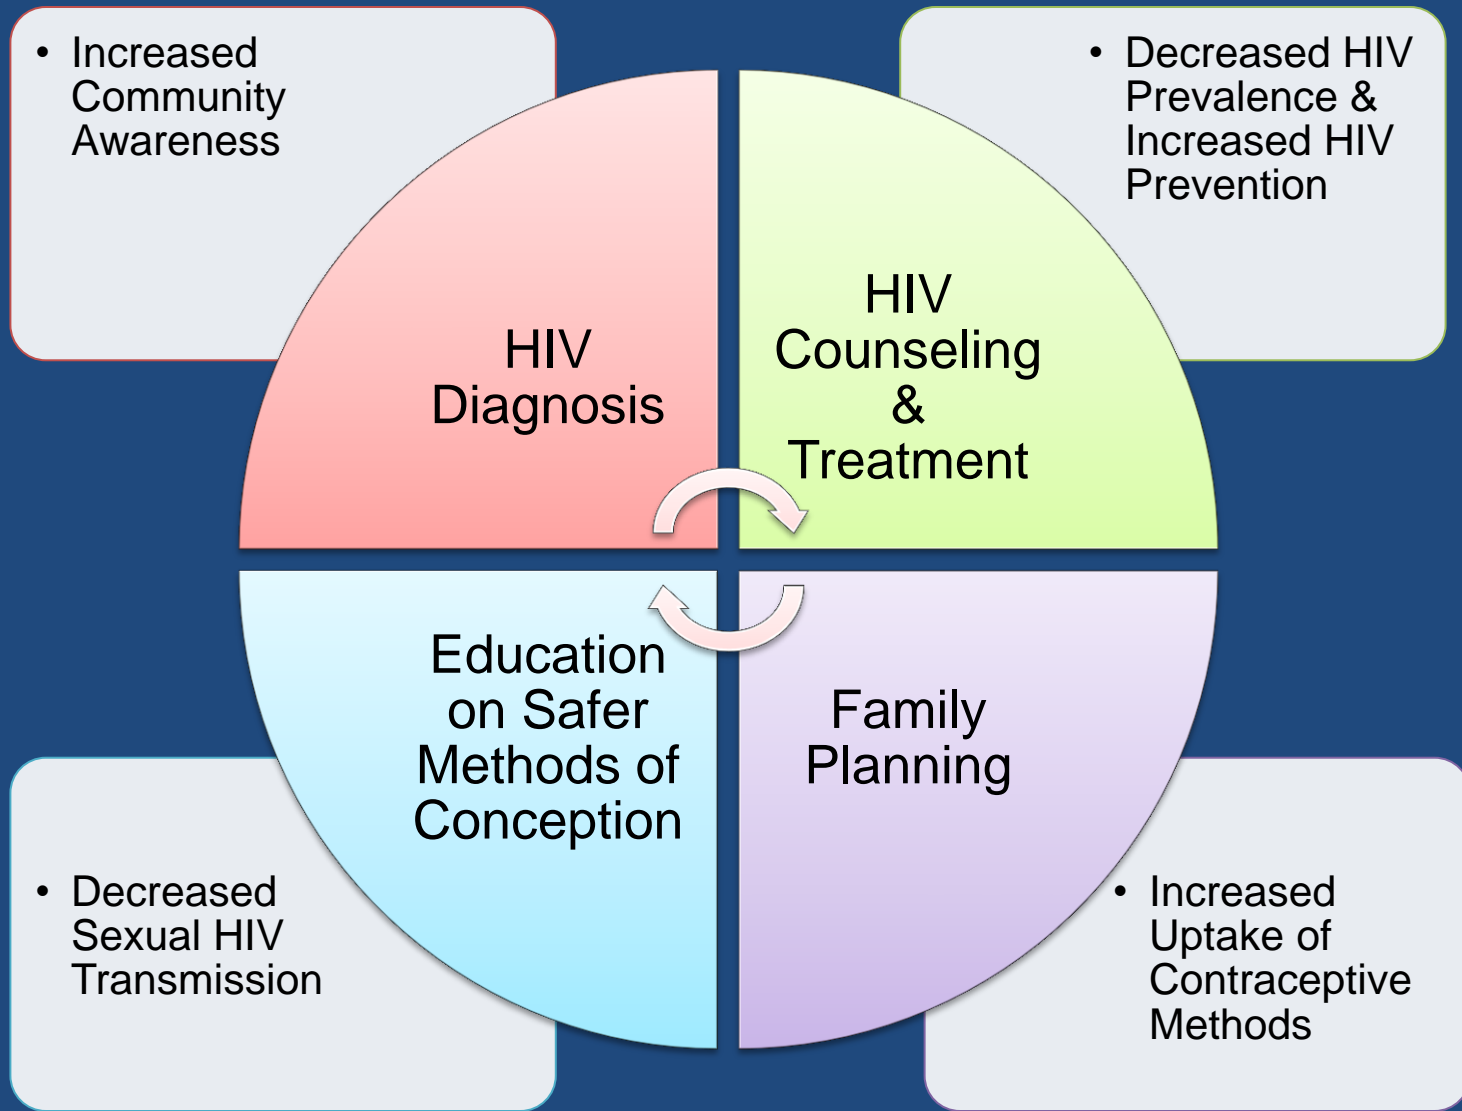 • Increased
Community
Awareness
• Decreased HIV
Prevalence &
Increased HIV
Prevention
HIV
Diagnosis
HIV
Counseling
&
Treatment
Education
on Safer
Methods of
Conception
Family
Planning
• Decreased
Sexual HIV
Transmission
• Increased
Uptake of
Contraceptive
Methods